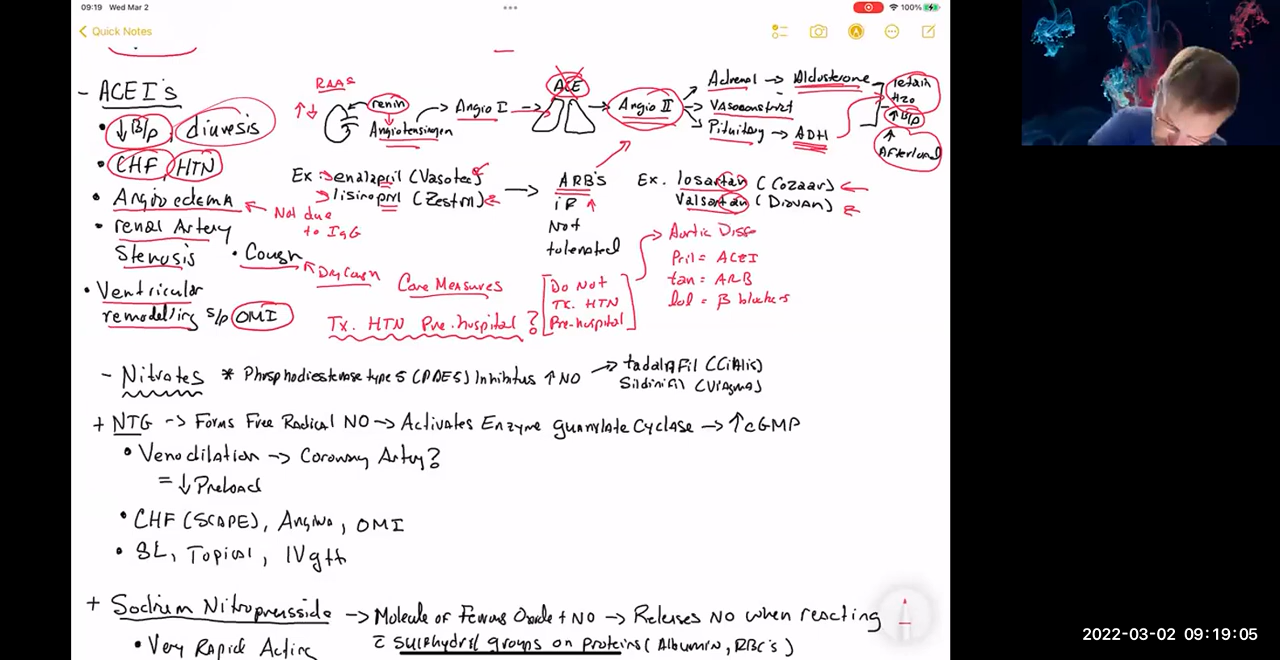 09:19 Wed Mar 2
100%
Quick Notes
- ACEI's
• ↓ B/p, diuresis
• CHF, HTN
• Angioedema
Not due
to IgG
• renal Artery
Stenosis
• Cough
Dry Cough
• Ventricular
remodelling s/p OMI
RAAS
↑↓
renin
Angiotensinogen
→ Angio I →
ACE
→ Angio II
Adrenal → Aldosterone
Vasoconstrict
Pituitary → ADH
retain
H2O
↑ B/p
↑
Afterload
Ex: enalapril (Vasotec)
lisinopril (Zestril)
→ ARB's
if ↑
Not
tolerated
Ex. losartan (Cozaar)
Valsartan (Diovan)
Aortic Diss
Pril = ACEI
tan = ARB
lol = β blockers
Core Measures
Tx. HTN Pre-hospital ?
Do Not
Tx. HTN
Pre-hospital
- Nitrates * Phosphodiesterase type 5 (PDE5) Inhibitors ↑ NO
→ tadalafil (Cialis)
Sildinifil (Viagra)
+ NTG → Forms Free Radical NO → Activates Enzyme guanylate Cyclase → ↑cGMP
• Venodilation → Coronary Artery?
= ↓ Preload
• CHF (SCAPE), Angina, OMI
• SL, Topical, IV gtt
+ Sodium Nitroprusside → Molecule of Ferrous Oxide + NO → Releases NO when reacting
c̄ sulfhydril groups on proteins (Albumin, RBC's)
• Very Rapid Acting
2022-03-02 09:19:05